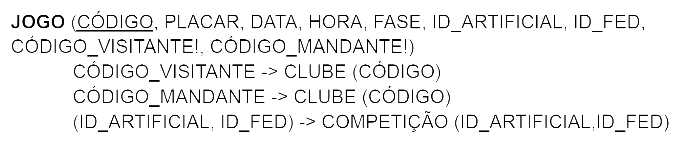 JOGO (CÓDIGO, PLACAR, DATA, HORA, FASE, ID_ARTIFICIAL, ID_FED,
CÓDIGO_VISITANTE!, CÓDIGO_MANDANTE!)
CÓDIGO_VISITANTE -> CLUBE (CÓDIGO)
CÓDIGO_MANDANTE -> CLUBE (CÓDIGO)
(ID_ARTIFICIAL, ID_FED) -> COMPETIÇÃO (ID_ARTIFICIAL,ID_FED)